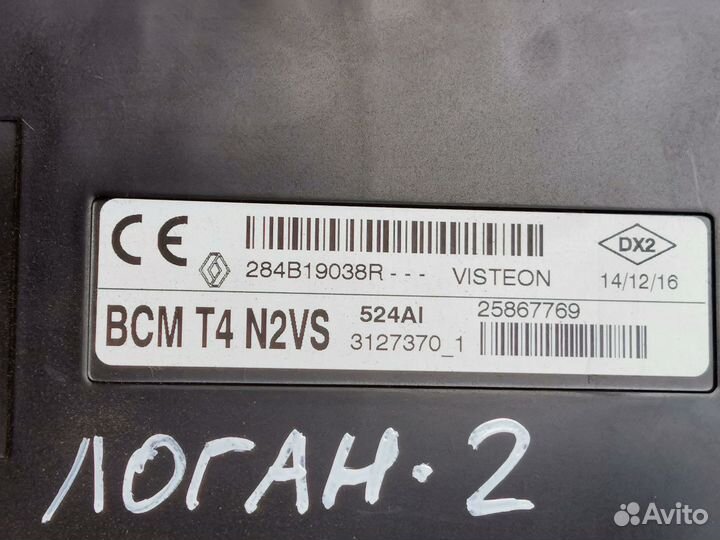 CE
DX2
284B19038R - - - VISTEON 14/12/16
BCM T4 N2VS 524AI 25867769
3127370_1
ЛОГАН·2
Avito